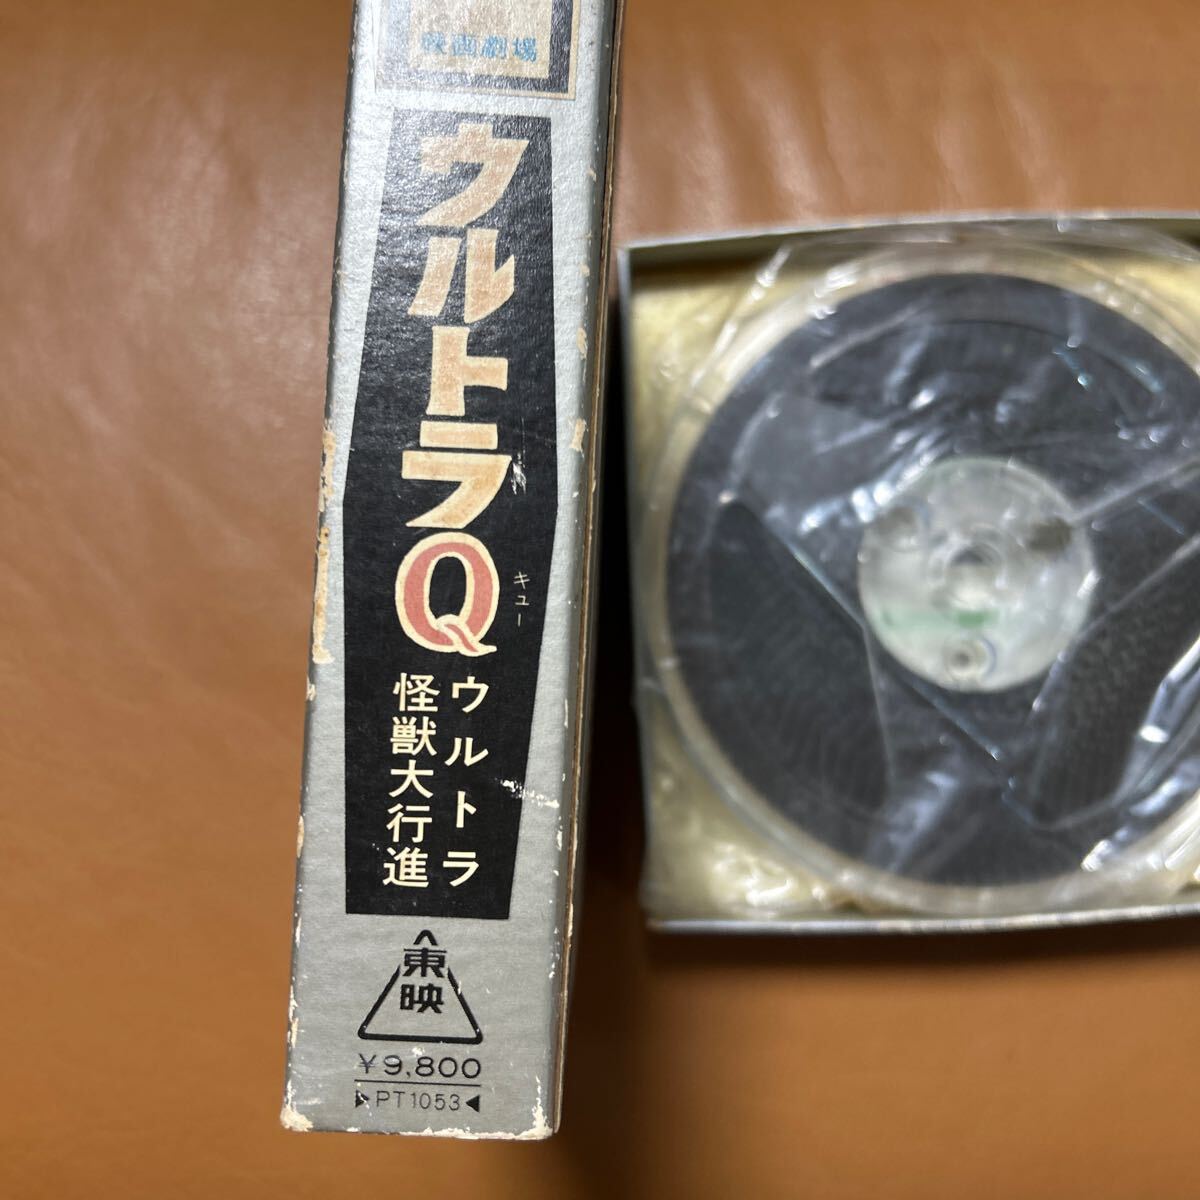 映画劇場
ウルトラQ
キュー
ウルトラ
怪獣大行進
東映
¥9,800
▶PT1053◀